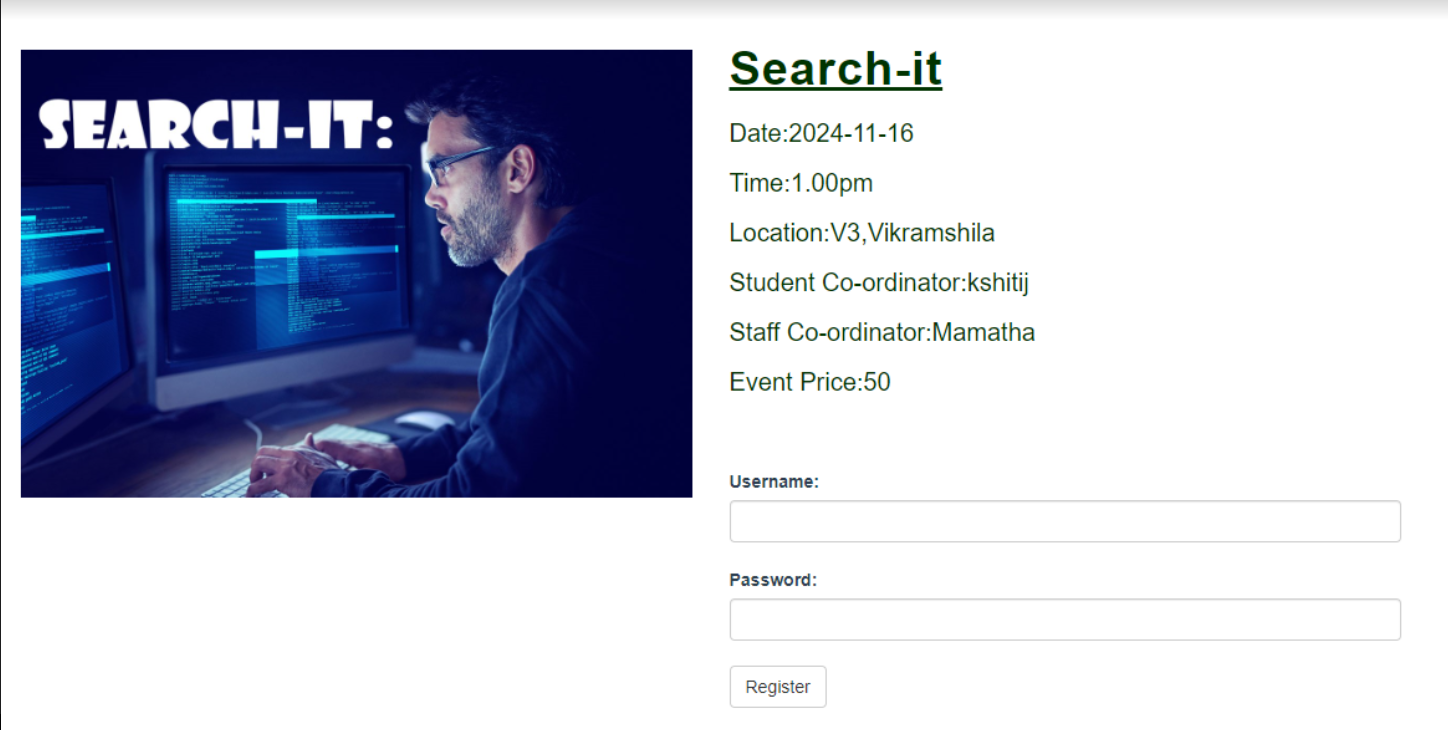 SEARCH-IT:
Search-it
Date:2024-11-16
Time:1.00pm
Location:V3,Vikramshila
Student Co-ordinator:kshitij
Staff Co-ordinator:Mamatha
Event Price:50
Username:
Password:
Register